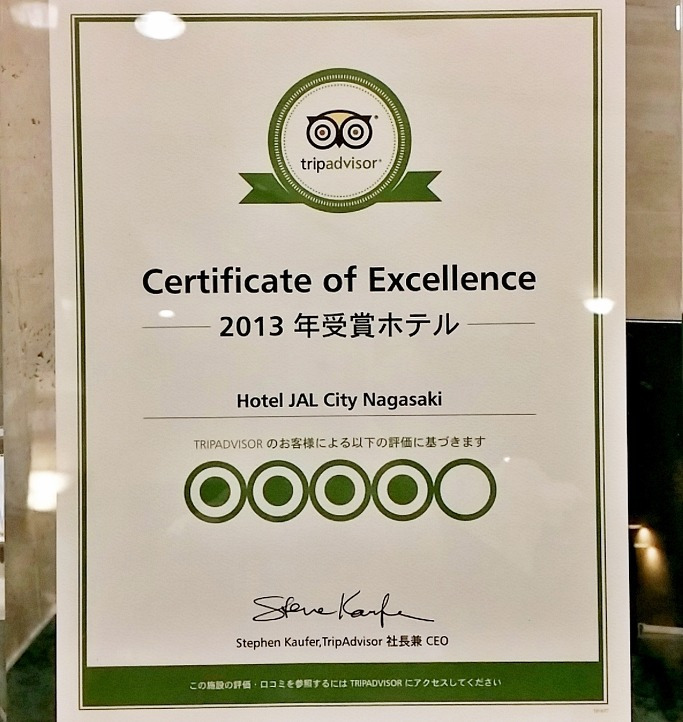 tripadvisor®
Certificate of Excellence
2013 年受賞ホテル
Hotel JAL City Nagasaki
TRIPADVISOR のお客様による以下の評価に基づきます
Steve Kaufer
Stephen Kaufer,TripAdvisor 社長兼 CEO
この施設の評価・口コミを参照するには TRIPADVISOR にアクセスしてください